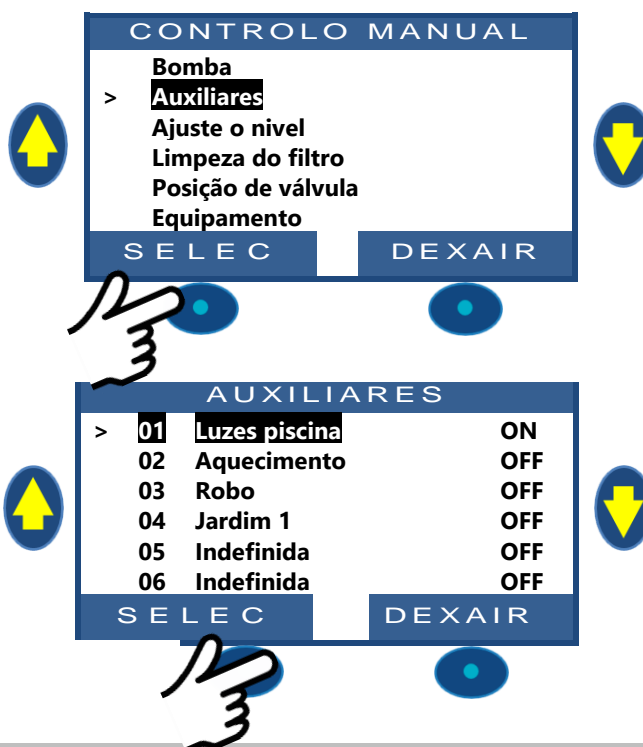 CONTROLO MANUAL
Bomba
> Auxiliares
Ajuste o nivel
Limpeza do filtro
Posição de válvula
Equipamento
SELEC DEXAIR
AUXILIARES
> 01 Luzes piscina ON
02 Aquecimento OFF
03 Robo OFF
04 Jardim 1 OFF
05 Indefinida OFF
06 Indefinida OFF
SELEC DEXAIR